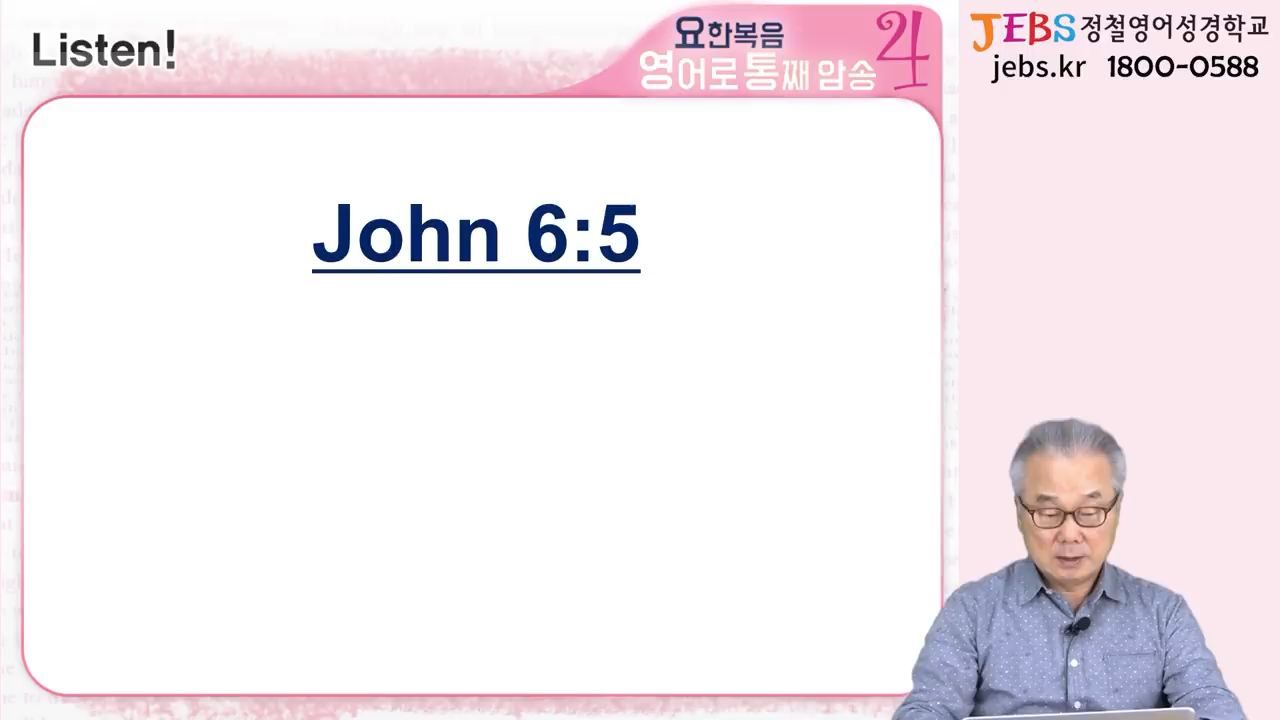 Listen!
요한복음
영어로 통째 암송 4
JEBS 정철영어성경학교
jebs.kr 1800-0588
John 6:5